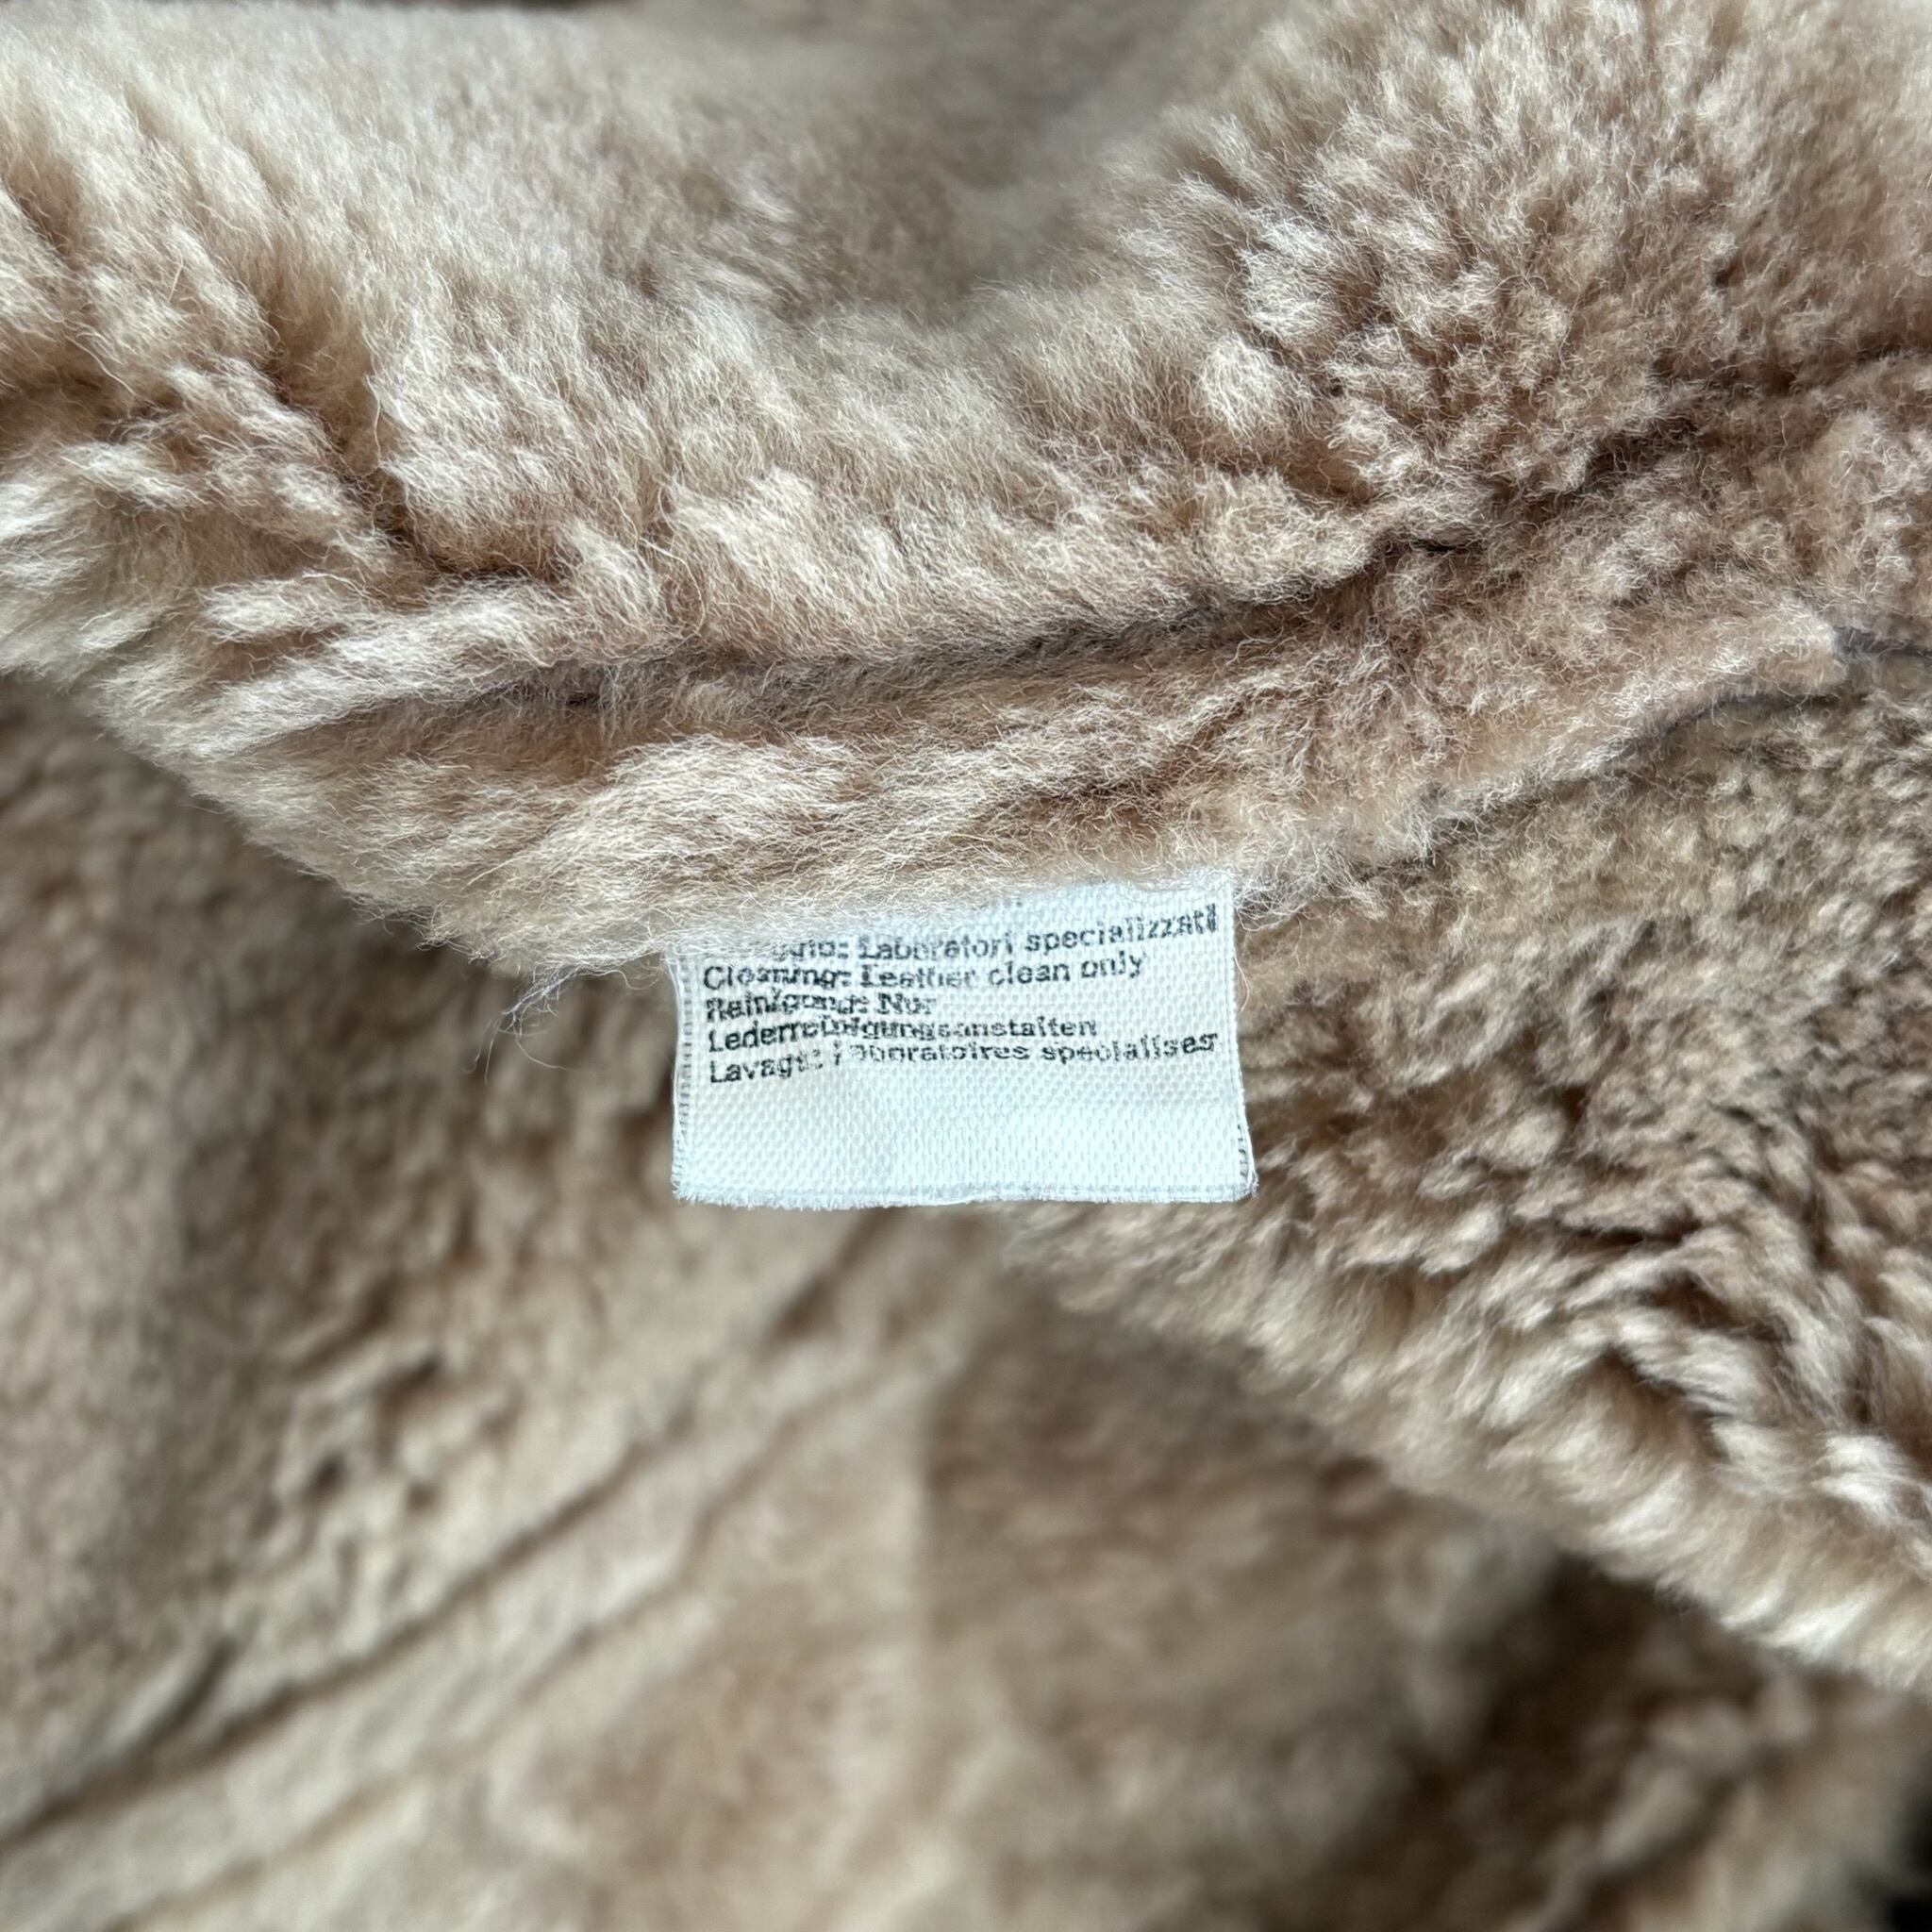 Laboratori specializzati
Cleaning: Leather clean only
Reinigung: Nur
Lederreinigungsanstalten
Lavage: Laboratoires specialises